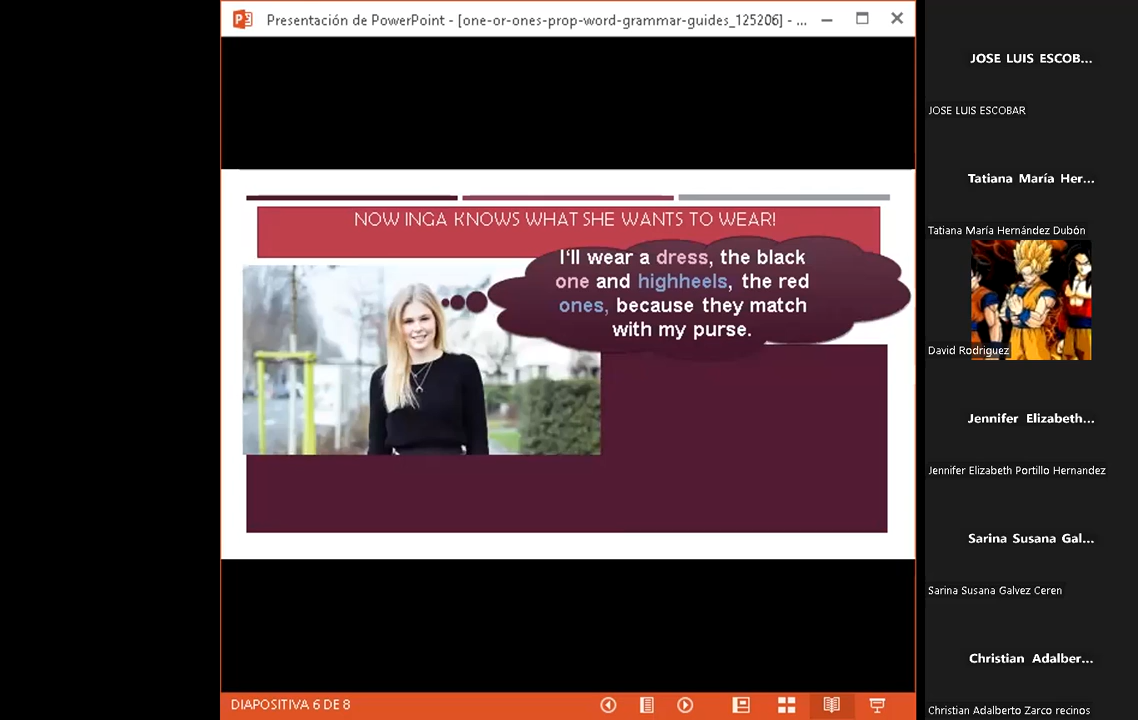 Presentación de PowerPoint - [one-or-ones-prop-word-grammar-guides_125206] - ...
NOW INGA KNOWS WHAT SHE WANTS TO WEAR!
I'll wear a dress, the black
one and highheels, the red
ones, because they match
with my purse.
DIAPOSITIVA 6 DE 8
JOSE LUIS ESCOB...
JOSE LUIS ESCOBAR
Tatiana María Her...
Tatiana María Hernández Dubón
David Rodriguez
Jennifer Elizabeth...
Jennifer Elizabeth Portillo Hernandez
Sarina Susana Gal...
Sarina Susana Galvez Ceren
Christian Adalber...
Christian Adalberto Zarco recinos